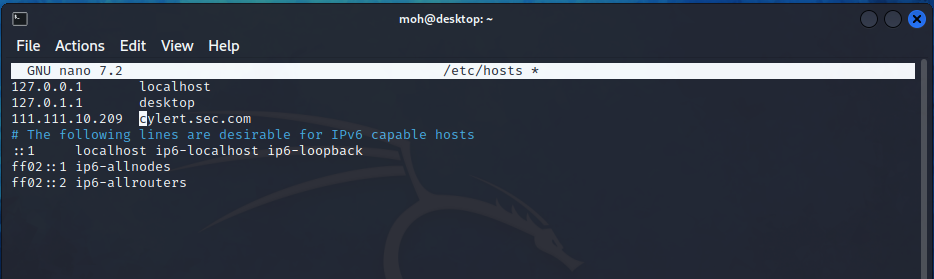 moh@desktop: ~
File Actions Edit View Help
GNU nano 7.2 /etc/hosts *
127.0.0.1 localhost
127.0.1.1 desktop
111.111.10.209 cylert.sec.com
# The following lines are desirable for IPv6 capable hosts
::1 localhost ip6-localhost ip6-loopback
ff02::1 ip6-allnodes
ff02::2 ip6-allrouters